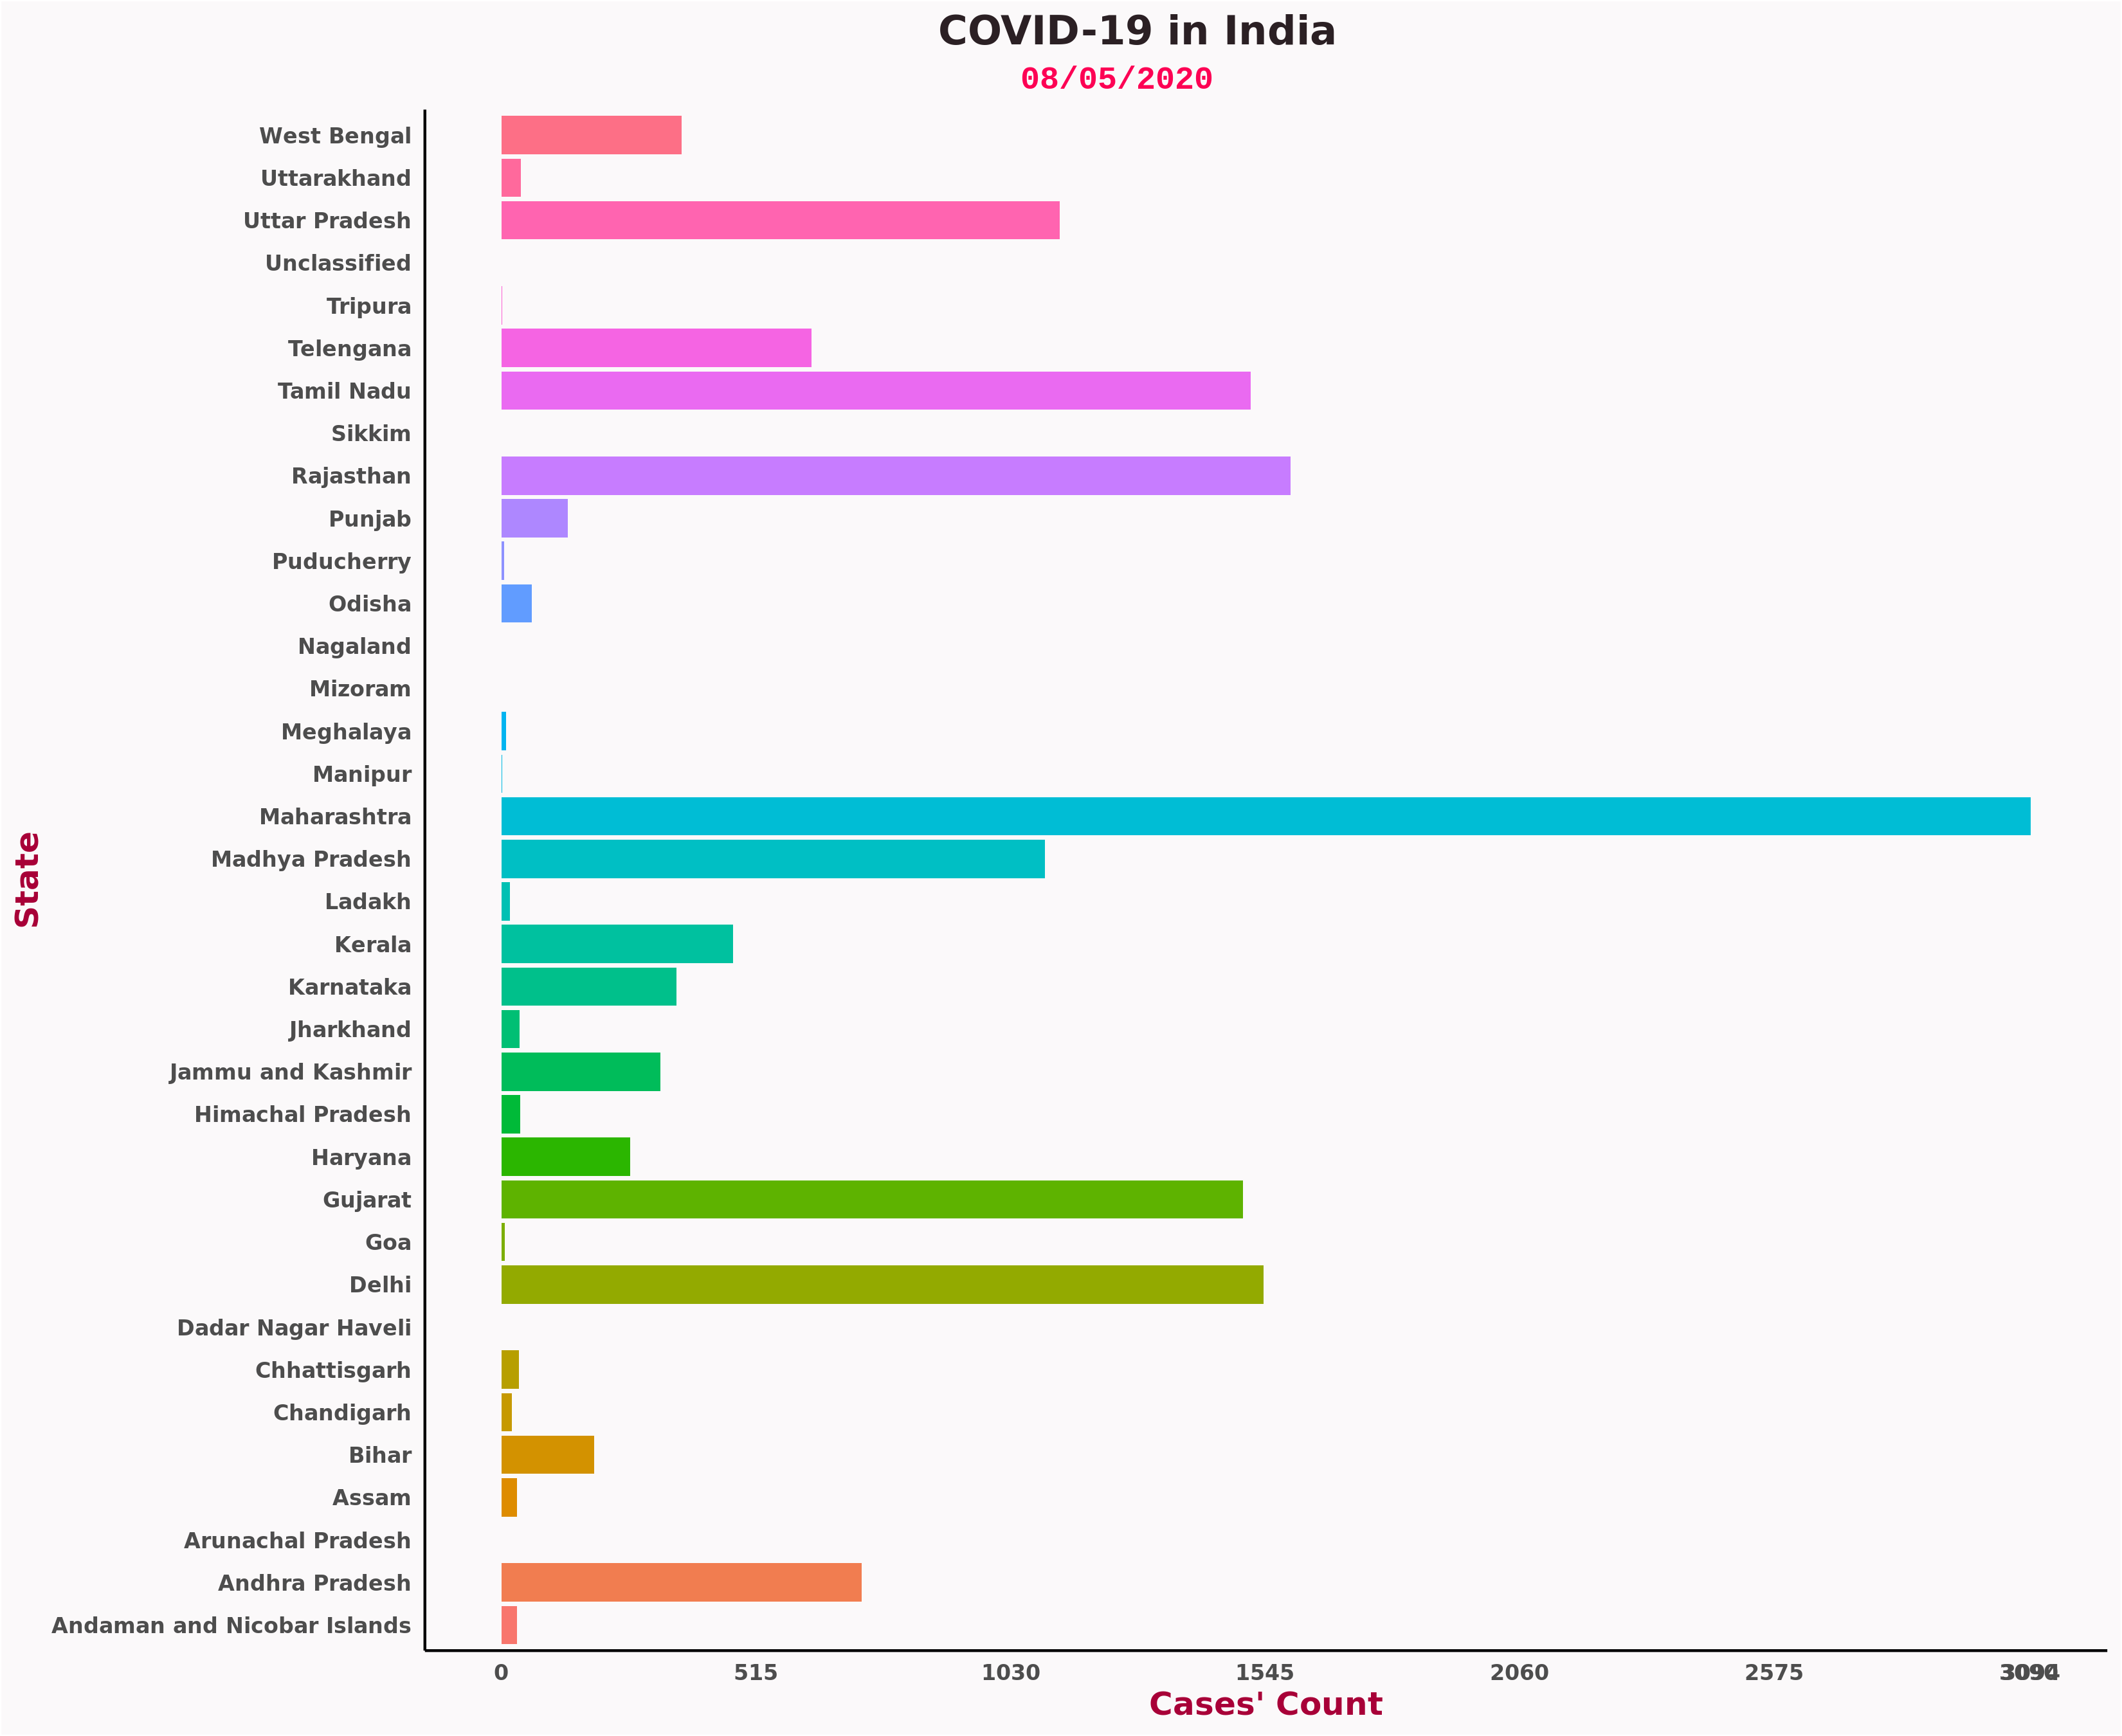 COVID-19 in India
08/05/2020
West Bengal
Uttarakhand
Uttar Pradesh
Unclassified
Tripura
Telengana
Tamil Nadu
Sikkim
Rajasthan
Punjab
Puducherry
Odisha
Nagaland
Mizoram
Meghalaya
Manipur
Maharashtra
Madhya Pradesh
Ladakh
Kerala
Karnataka
Jharkhand
Jammu and Kashmir
Himachal Pradesh
Haryana
Gujarat
Goa
Delhi
Dadar Nagar Haveli
Chhattisgarh
Chandigarh
Bihar
Assam
Arunachal Pradesh
Andhra Pradesh
Andaman and Nicobar Islands
State
0 515 1030 1545 2060 2575
Cases' Count